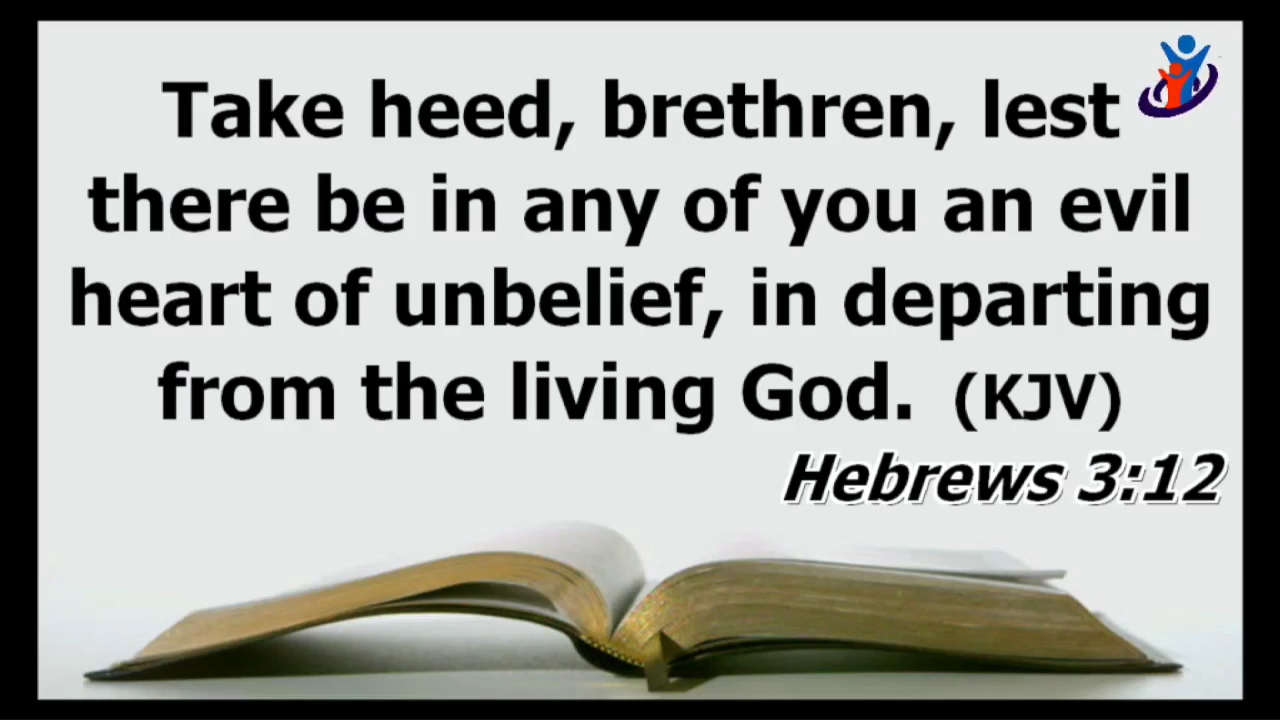 Take heed, brethren, lest
there be in any of you an evil
heart of unbelief, in departing
from the living God. (KJV)
Hebrews 3:12